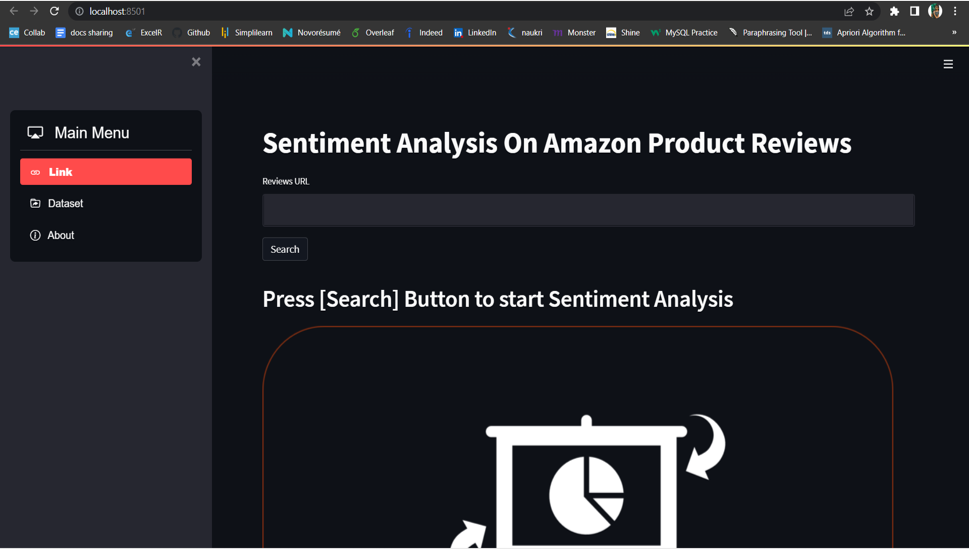 localhost:8501
Collab docs sharing ExcelR Github Simplilearn Novorésumé Overleaf Indeed LinkedIn naukri Monster Shine MySQL Practice Paraphrasing Tool |... Apriori Algorithm f... »
Main Menu
Link
Dataset
About
Sentiment Analysis On Amazon Product Reviews
Reviews URL
Search
Press [Search] Button to start Sentiment Analysis